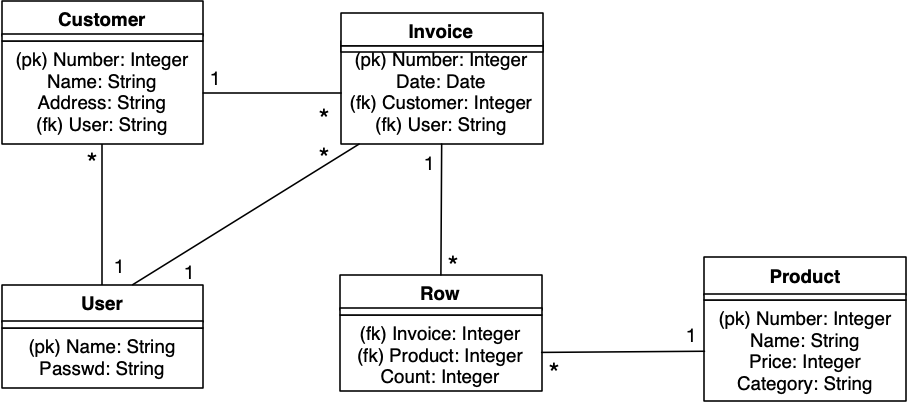 Customer
(pk) Number: Integer
Name: String
Address: String
(fk) User: String
1
*
Invoice
(pk) Number: Integer
Date: Date
(fk) Customer: Integer
(fk) User: String
*
*
1
1
1
*
User
(pk) Name: String
Passwd: String
Row
(fk) Invoice: Integer
(fk) Product: Integer
Count: Integer
*
1
Product
(pk) Number: Integer
Name: String
Price: Integer
Category: String